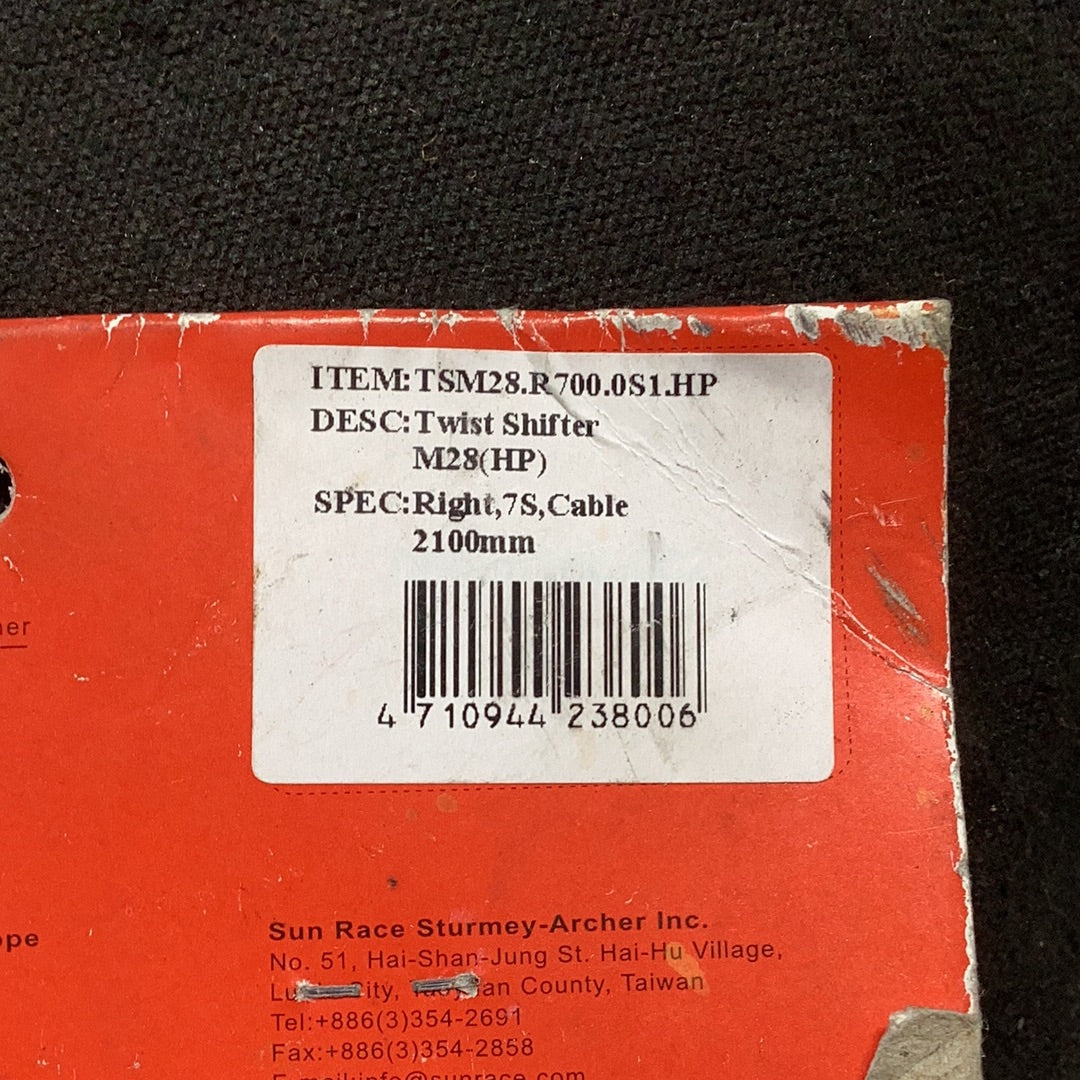 ITEM:TSM28.R700.0S1.HP
DESC:Twist Shifter
M28(HP)
SPEC:Right,7S,Cable
2100mm
4 710944 238006
er
ope
Sun Race Sturmey-Archer Inc.
No. 51, Hai-Shan-Jung St. Hai-Hu Village,
County, Taiwan
Tel:+886(3)354-2691
Fax:+886(3)354-2858